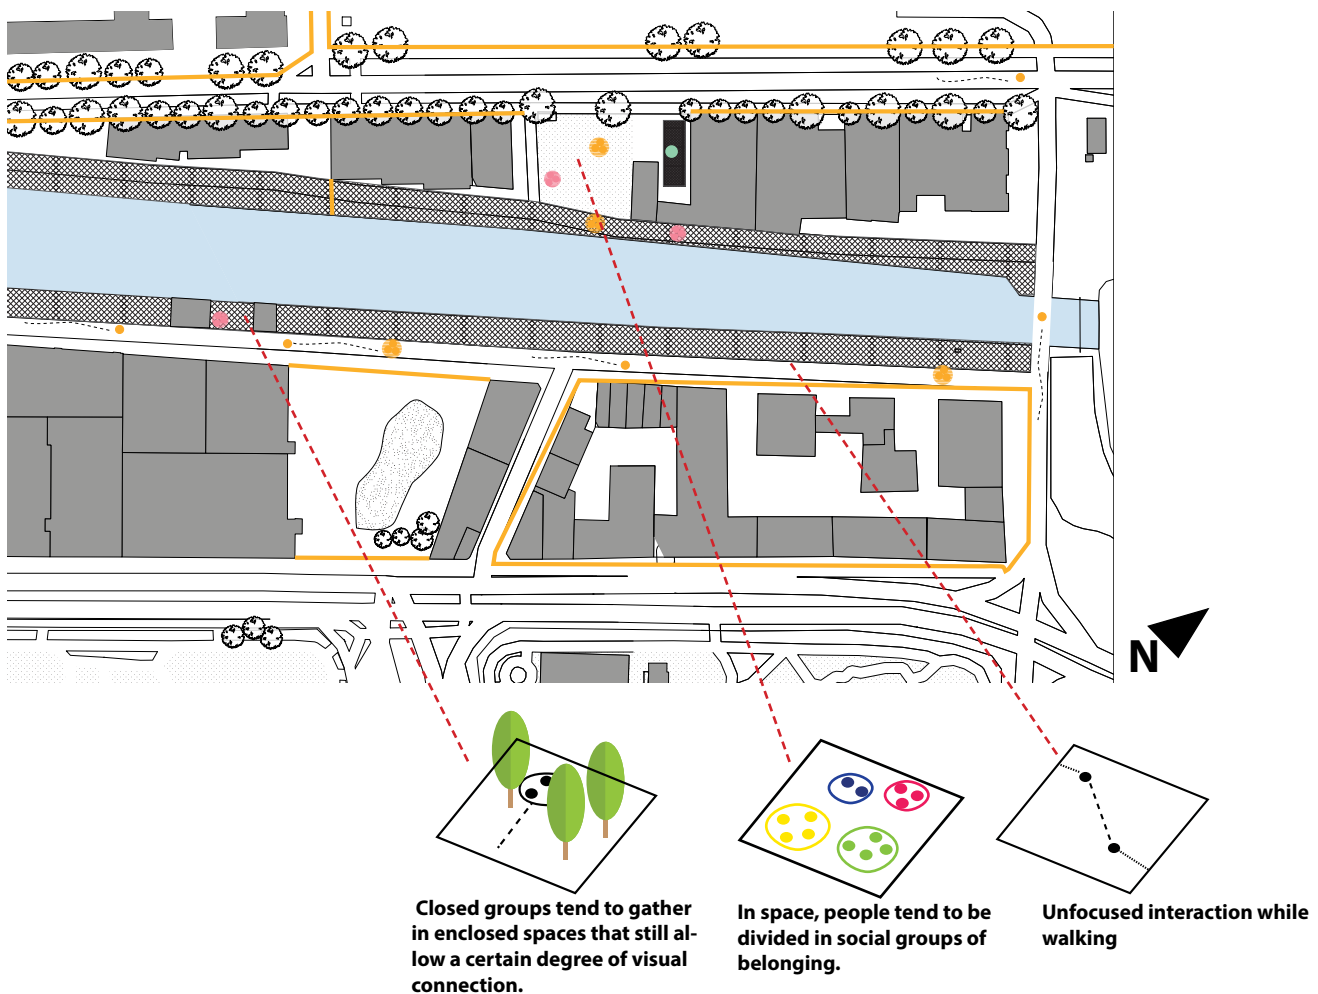 N
Closed groups tend to gather
in enclosed spaces that still al-
low a certain degree of visual
connection.
In space, people tend to be
divided in social groups of
belonging.
Unfocused interaction while
walking